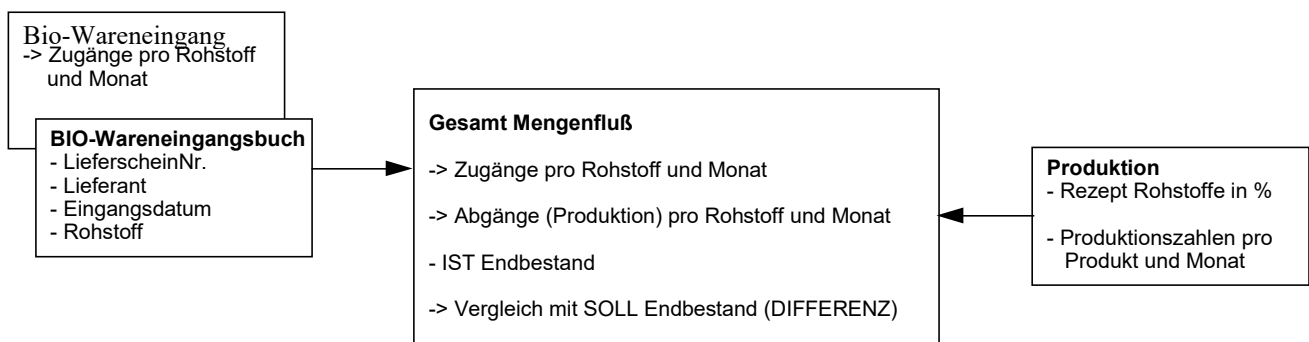 Bio-Wareneingang
-> Zugänge pro Rohstoff
und Monat
BIO-Wareneingangsbuch
- LieferscheinNr.
- Lieferant
- Eingangsdatum
- Rohstoff
Gesamt Mengenfluß
-> Zugänge pro Rohstoff und Monat
-> Abgänge (Produktion) pro Rohstoff und Monat
- IST Endbestand
-> Vergleich mit SOLL Endbestand (DIFFERENZ)
Produktion
- Rezept Rohstoffe in %
- Produktionszahlen pro
Produkt und Monat